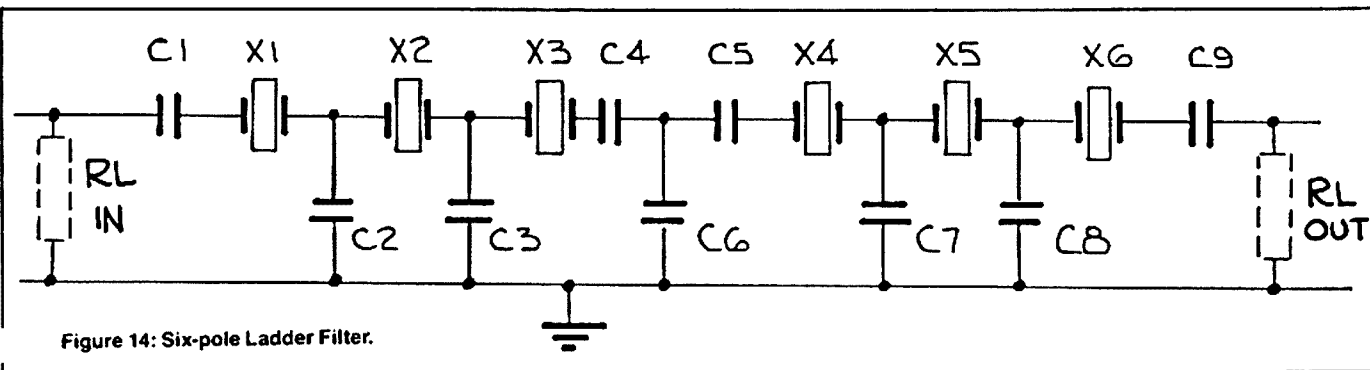 C1 X1 X2 X3 C4 C5 X4 X5 X6 C9
RL
IN
C2 C3 C6 C7 C8
RL
OUT
Figure 14: Six-pole Ladder Filter.